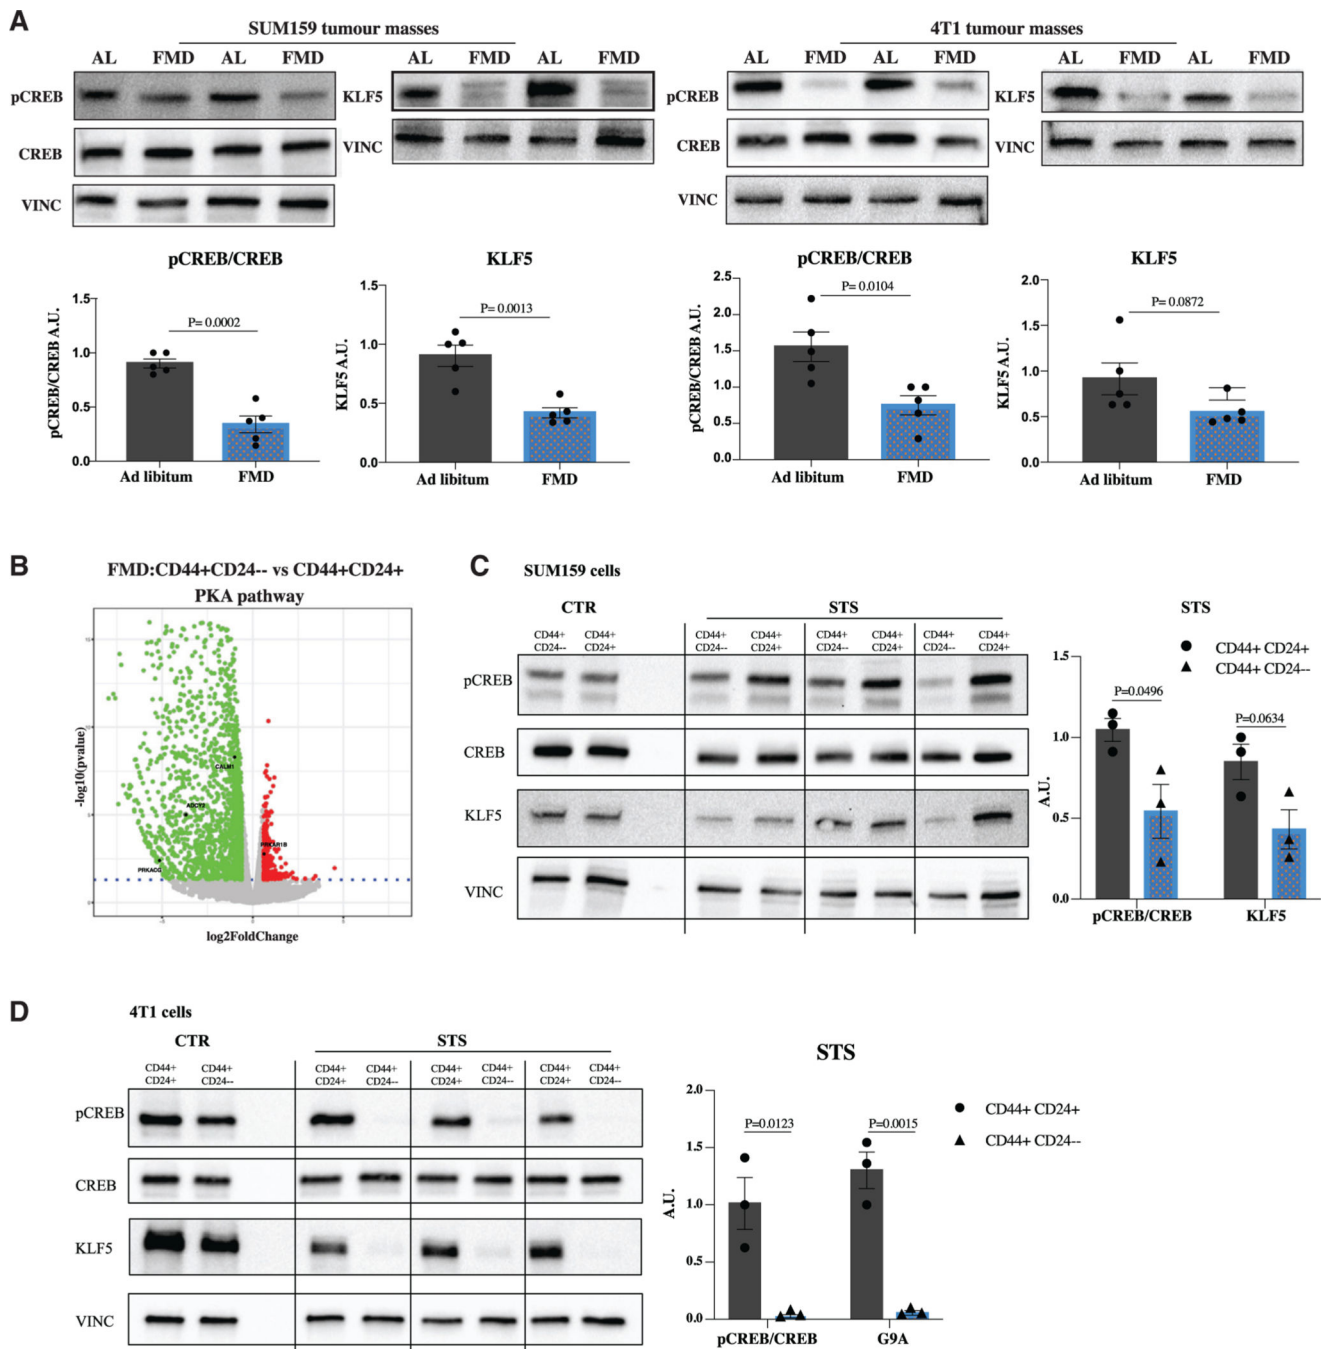 A
SUM159 tumour masses
AL FMD AL FMD AL FMD AL FMD
pCREB
CREB
VINC
KLF5
VINC
4T1 tumour masses
AL FMD AL FMD AL FMD AL FMD
pCREB
CREB
VINC
KLF5
VINC
pCREB/CREB
pCREB/CREB A.U.
1.5
1.0
0.5
0.0
P= 0.0002
Ad libitum FMD
KLF5
KLF5 A.U.
1.5
1.0
0.5
0.0
P= 0.0013
Ad libitum FMD
pCREB/CREB
pCREB/CREB A.U.
2.5
2.0
1.5
1.0
0.5
0.0
P= 0.0104
Ad libitum FMD
KLF5
KLF5 A.U.
2.0
1.5
1.0
0.5
0.0
P= 0.0872
Ad libitum FMD
B
FMD:CD44+CD24-- vs CD44+CD24+
PKA pathway
-log10(pvalue)
CALM1
ADCY2
PRKAR1B
log2FoldChange
C
SUM159 cells
CTR STS
CD44+ CD44+ CD44+ CD44+ CD44+ CD44+ CD44+ CD44+
CD24-- CD24+ CD24-- CD24+ CD24-- CD24+ CD24-- CD24+
pCREB
CREB
KLF5
VINC
STS
CD44+ CD24+
CD44+ CD24--
A.U.
1.5
1.0
0.5
0.0
P=0.0496
P=0.0634
pCREB/CREB KLF5
D
4T1 cells
CTR STS
CD44+ CD44+ CD44+ CD44+ CD44+ CD44+ CD44+ CD44+
CD24+ CD24-- CD24+ CD24-- CD24+ CD24-- CD24+ CD24--
pCREB
CREB
KLF5
VINC
STS
CD44+ CD24+
CD44+ CD24--
A.U.
2.0
1.5
1.0
0.5
0.0
P=0.0123 P=0.0015
pCREB/CREB G9A